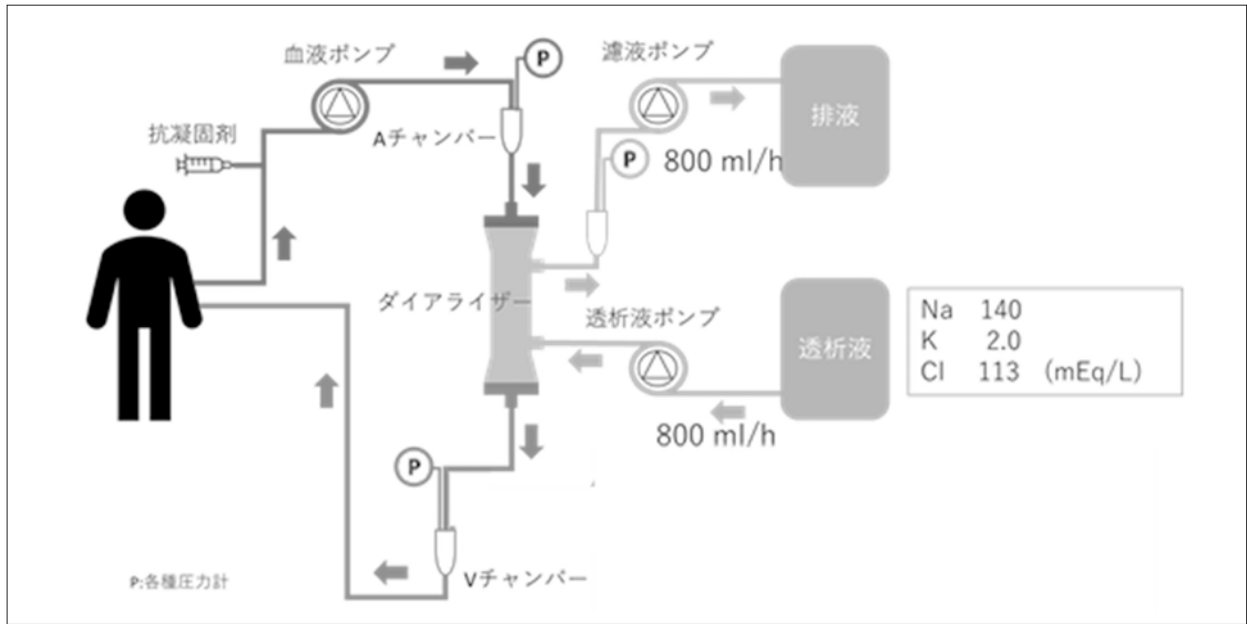 血液ポンプ
P
濾液ポンプ
排液
抗凝固剤
Aチャンバー
P
800 ml/h
ダイアライザー
透析液ポンプ
透析液
Na 140
K 2.0
Cl 113 (mEq/L)
800 ml/h
P
Vチャンバー
P:各種圧力計